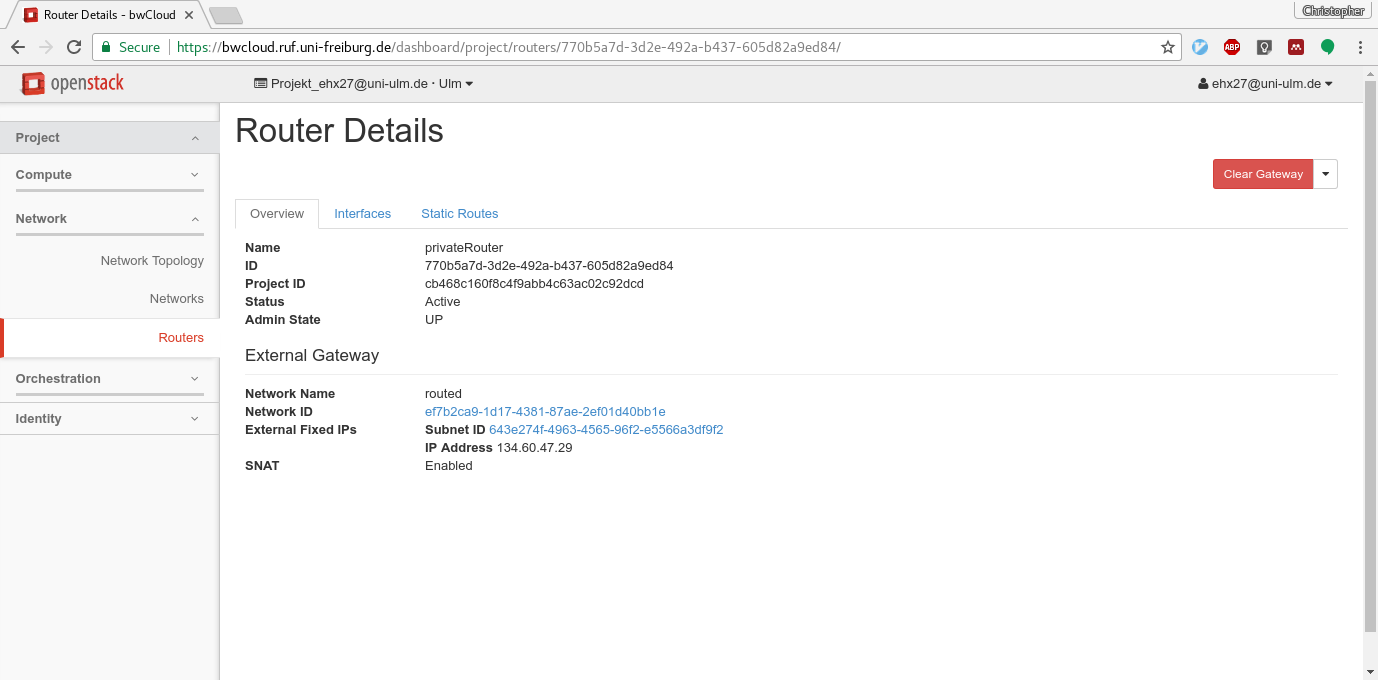 Router Details - bwCloud
Christopher
Secure https://bwcloud.ruf.uni-freiburg.de/dashboard/project/routers/770b5a7d-3d2e-492a-b437-605d82a9ed84/
ABP
openstack
Projekt_ehx27@uni-ulm.de · Ulm
ehx27@uni-ulm.de
Project
Compute
Network
Network Topology
Networks
Routers
Orchestration
Identity
Router Details
Clear Gateway
Overview Interfaces Static Routes
Name privateRouter
ID 770b5a7d-3d2e-492a-b437-605d82a9ed84
Project ID cb468c160f8c4f9abb4c63ac02c92dcd
Status Active
Admin State UP
External Gateway
Network Name routed
Network ID ef7b2ca9-1d17-4381-87ae-2ef01d40bb1e
External Fixed IPs Subnet ID 643e274f-4963-4565-96f2-e5566a3df9f2
IP Address 134.60.47.29
SNAT Enabled